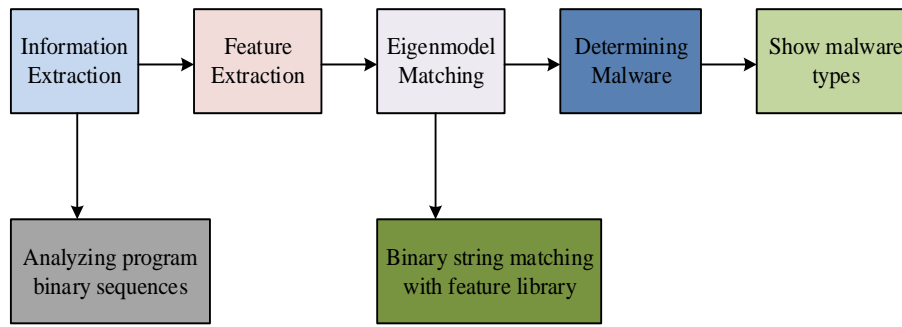 Information
Extraction
Feature
Extraction
Eigenmodel
Matching
Determining
Malware
Show malware
types
Analyzing program
binary sequences
Binary string matching
with feature library